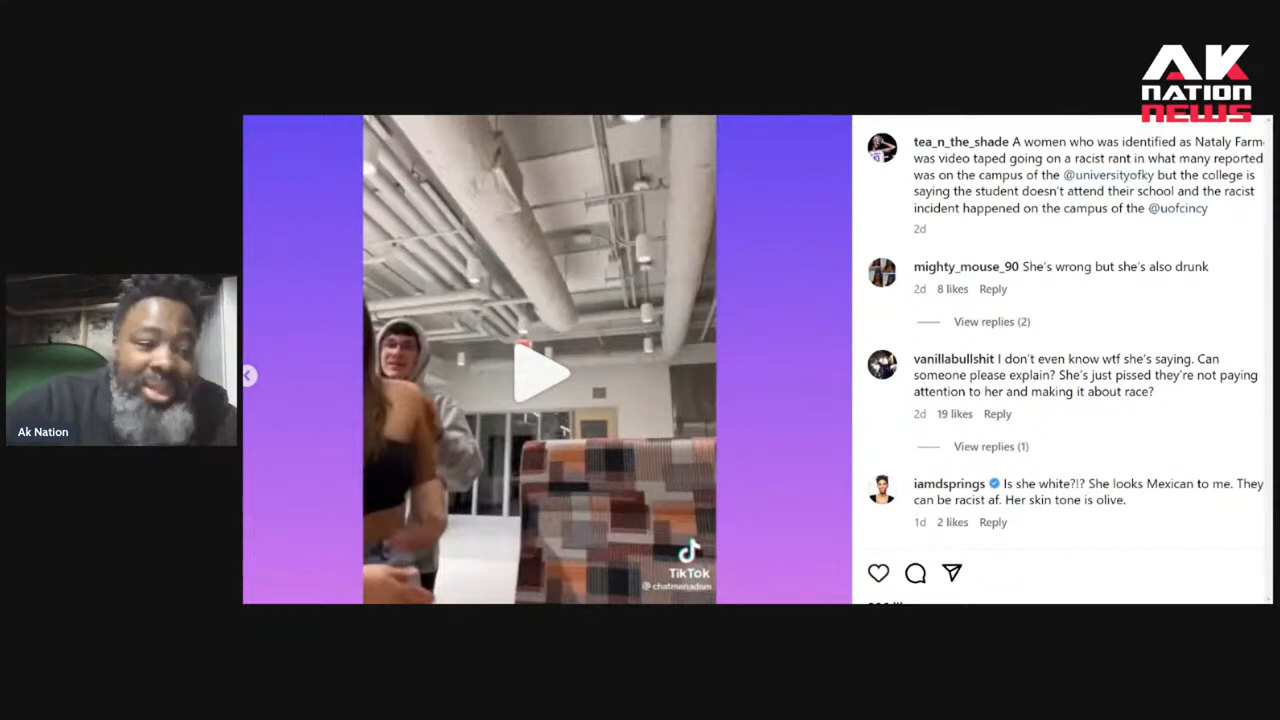 AK
NATION
NEWS
tea_n_the_shade A women who was identified as Nataly Farm
was video taped going on a racist rant in what many reported
was on the campus of the @universityofky but the college is
saying the student doesn't attend their school and the racist
incident happened on the campus of the @uofcincy
2d
mighty_mouse_90 She's wrong but she's also drunk
2d 8 likes Reply
View replies (2)
vanillabullshit I don't even know wtf she's saying. Can
someone please explain? She's just pissed they're not paying
attention to her and making it about race?
2d 19 likes Reply
View replies (1)
iamdsprings Is she white?!? She looks Mexican to me. They
can be racist af. Her skin tone is olive.
1d 2 likes Reply
Ak Nation
TikTok
@chatmanadam